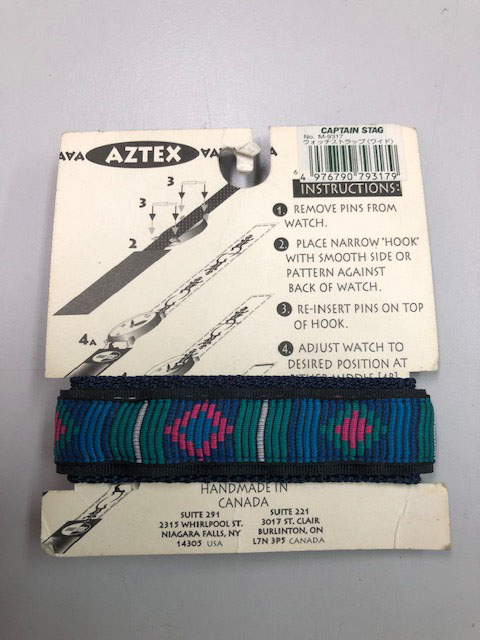 AZTEX
CAPTAIN STAG
No. M-9317
ウォッチストラップ(ワイド)
4 976790 793179
INSTRUCTIONS:
1. REMOVE PINS FROM
WATCH.
2. PLACE NARROW "HOOK"
WITH SMOOTH SIDE OR
PATTERN AGAINST
BACK OF WATCH.
3. RE-INSERT PINS ON TOP
OF HOOK.
4. ADJUST WATCH TO
DESIRED POSITION AT
3
3
2
4A
HANDMADE IN
CANADA
SUITE 291
2315 WHIRLPOOL ST.
NIAGARA FALLS, NY
14305 USA
SUITE 221
3017 ST. CLAIR
BURLINTON, ON
L7N 3P5 CANADA